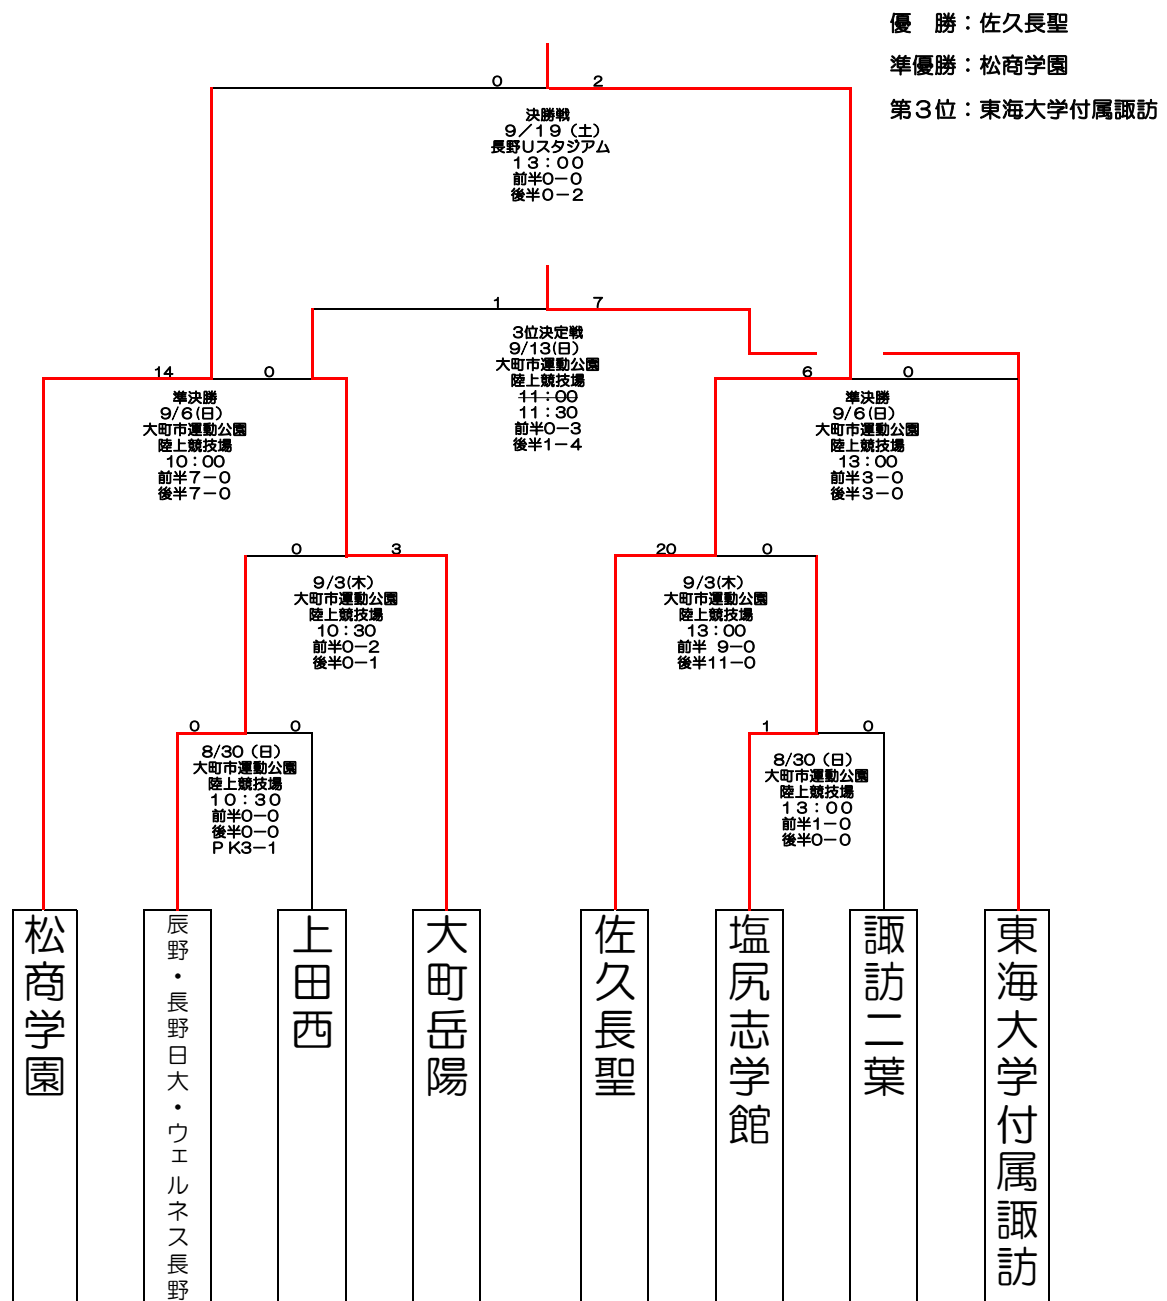 優　勝：佐久長聖
準優勝：松商学園
第３位：東海大学付属諏訪
0 2
決勝戦
９／１９（土）
長野Ｕスタジアム
１３：００
前半0－0
後半０－２
1 7
3位決定戦
9/13(日)
大町市運動公園
陸上競技場
11：00
11：30
前半0－3
後半1－4
14 0
準決勝
9/6(日)
大町市運動公園
陸上競技場
10：00
前半7－0
後半7－0
6 0
準決勝
9/6(日)
大町市運動公園
陸上競技場
13：00
前半3－0
後半3－0
0 3
9/3(木)
大町市運動公園
陸上競技場
10：30
前半0－2
後半0－1
20 0
9/3(木)
大町市運動公園
陸上競技場
13：00
前半 9－0
後半11－0
0 0
8/30（日）
大町市運動公園
陸上競技場
１０：３０
前半0－0
後半0－0
ＰＫ3－1
1 0
8/30（日）
大町市運動公園
陸上競技場
１３：００
前半1－0
後半0－0
松商学園
辰野・長野日大・ウェルネス長野
上田西
大町岳陽
佐久長聖
塩尻志学館
諏訪二葉
東海大学付属諏訪